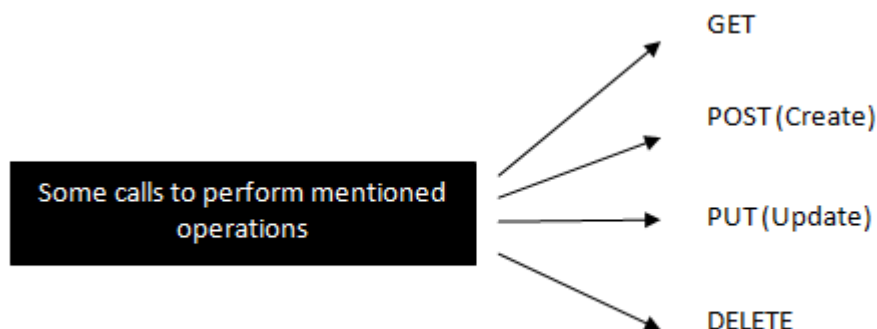 GET
POST (Create)
Some calls to perform mentioned
operations
PUT (Update)
DELETE